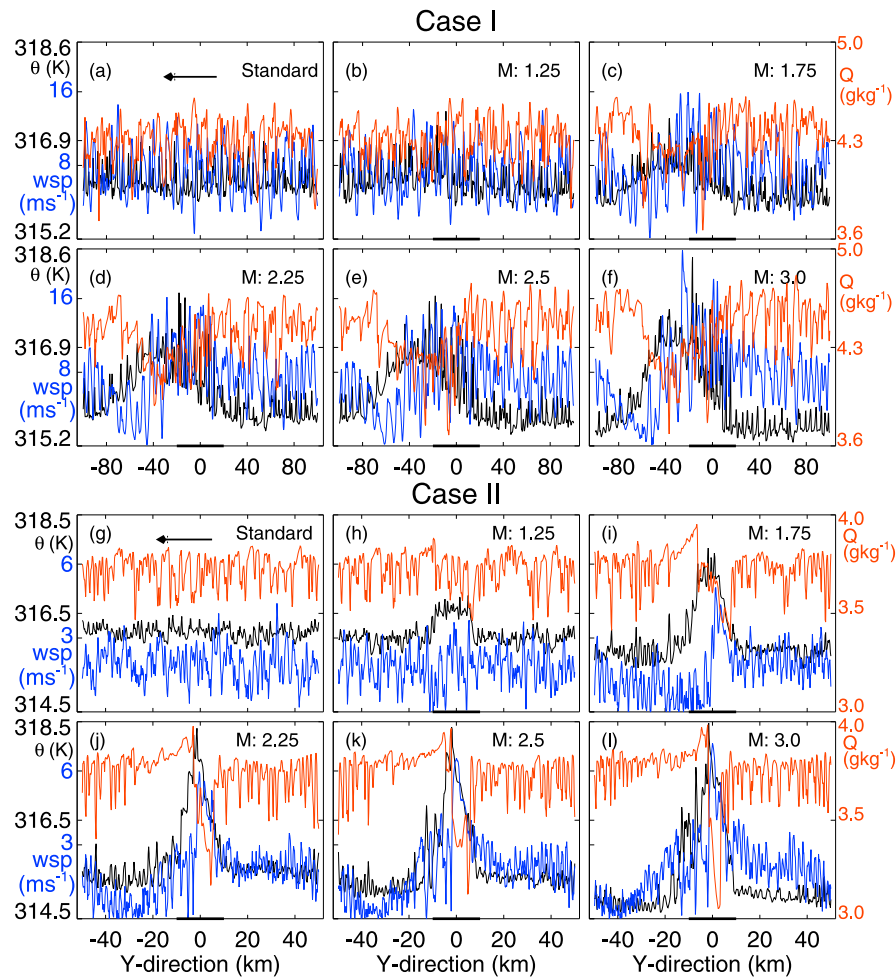 Case I
318.6
θ (K)
16
316.9
8
wsp
(ms⁻¹)
315.2
(a)
Standard
(b)
M: 1.25
(c)
M: 1.75
5.0
Q
(gkg⁻¹)
4.3
3.6
318.6
θ (K)
16
316.9
8
wsp
(ms⁻¹)
315.2
(d)
M: 2.25
(e)
M: 2.5
(f)
M: 3.0
5.0
Q
(gkg⁻¹)
4.3
3.6
-80 -40 0 40 80
-80 -40 0 40 80
-80 -40 0 40 80
Case II
318.5
θ (K)
6
316.5
3
wsp
(ms⁻¹)
314.5
(g)
Standard
(h)
M: 1.25
(i)
M: 1.75
4.0
Q
(gkg⁻¹)
3.5
3.0
318.5
θ (K)
6
316.5
3
wsp
(ms⁻¹)
314.5
(j)
M: 2.25
(k)
M: 2.5
(l)
M: 3.0
4.0
Q
(gkg⁻¹)
3.5
3.0
-40 -20 0 20 40
-40 -20 0 20 40
-40 -20 0 20 40
Y-direction (km)
Y-direction (km)
Y-direction (km)